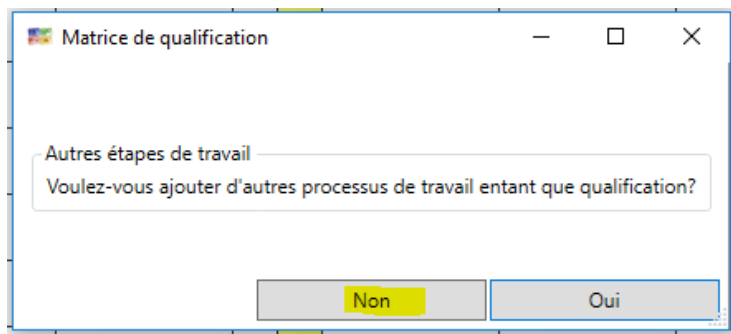 Matrice de qualification
Autres étapes de travail
Voulez-vous ajouter d'autres processus de travail entant que qualification?
Non
Oui